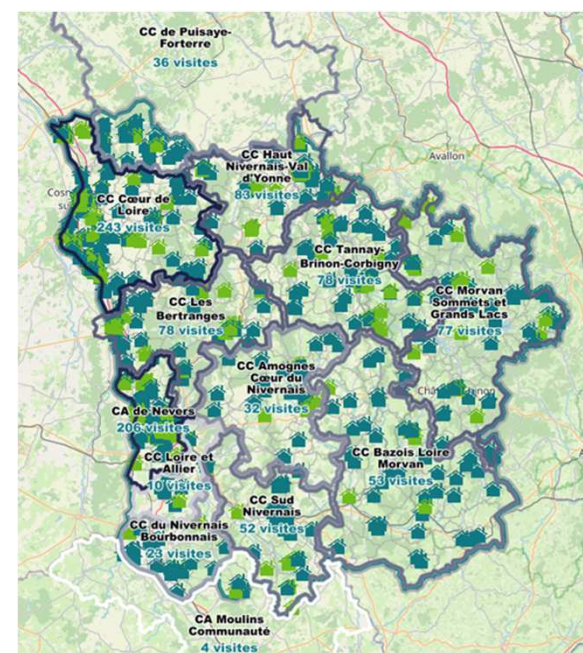 CC de Puisaye-
Forterre
36 visites
Avallon
CC Haut
Nivernais-Val
d'Yonne
83 visites
CC Cœur de
Loire
243 visites
CC Tannay-
Brinon-Corbigny
78 visites
CC Les
Bertranges
78 visites
CC Morvan
Sommets et
Grands Lacs
77 visites
CC Amognes
Cœur du
Nivernais
32 visites
CA de Nevers
206 visites
CC Loire et
Allier
10 visites
CC Bazois Loire
Morvan
53 visites
CC Sud
Nivernais
52 visites
CC du Nivernais
Bourbonnais
23 visites
CA Moulins
Communauté
4 visites